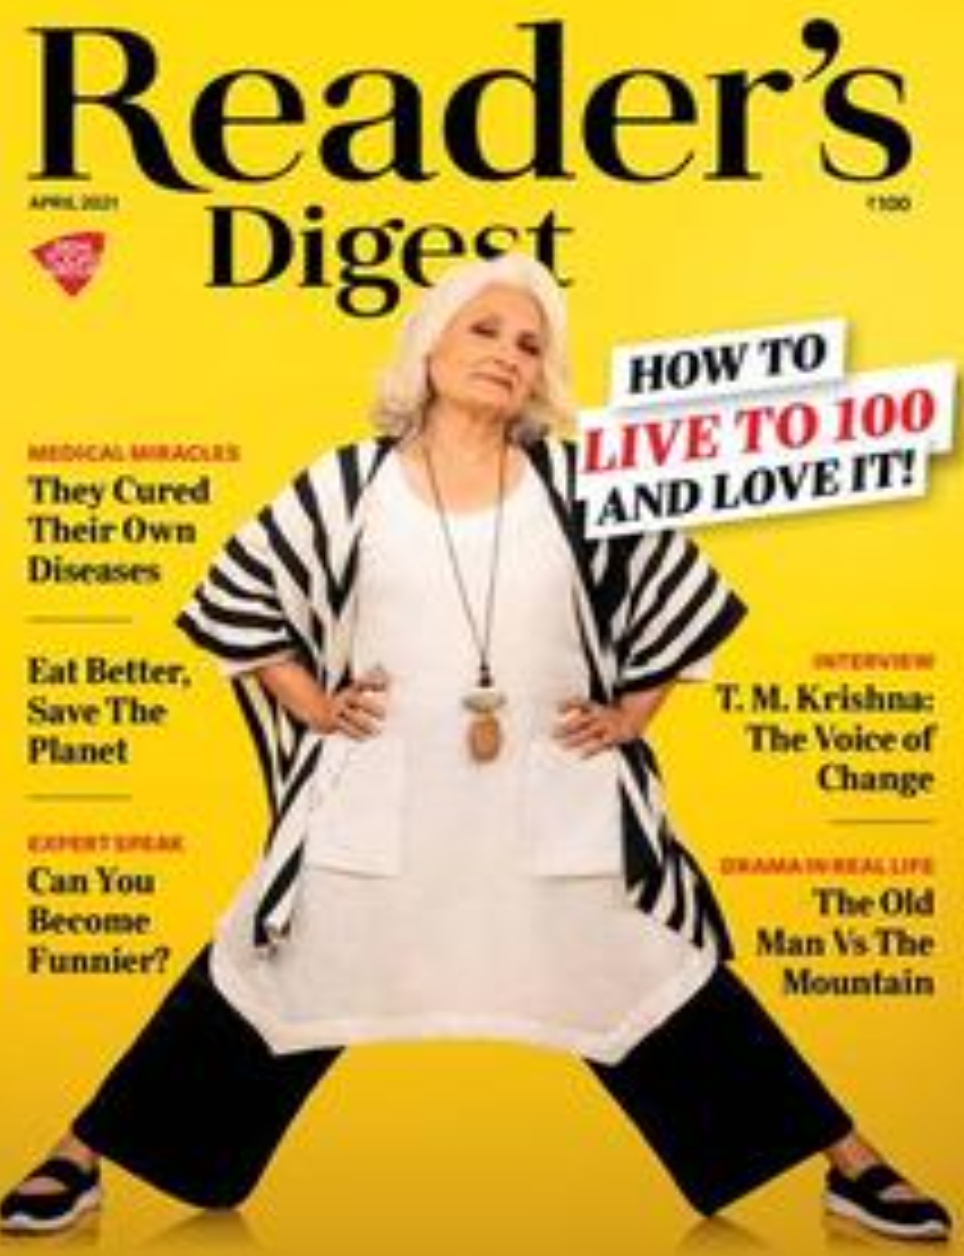 Reader's
Digest
APRIL 2021
₹100
HOW TO
LIVE TO 100
AND LOVE IT!
MEDICAL MIRACLES
They Cured
Their Own
Diseases
Eat Better,
Save The
Planet
EXPERT SPEAK
Can You
Become
Funnier?
INTERVIEW
T. M. Krishna:
The Voice of
Change
DRAMA IN REAL LIFE
The Old
Man Vs The
Mountain